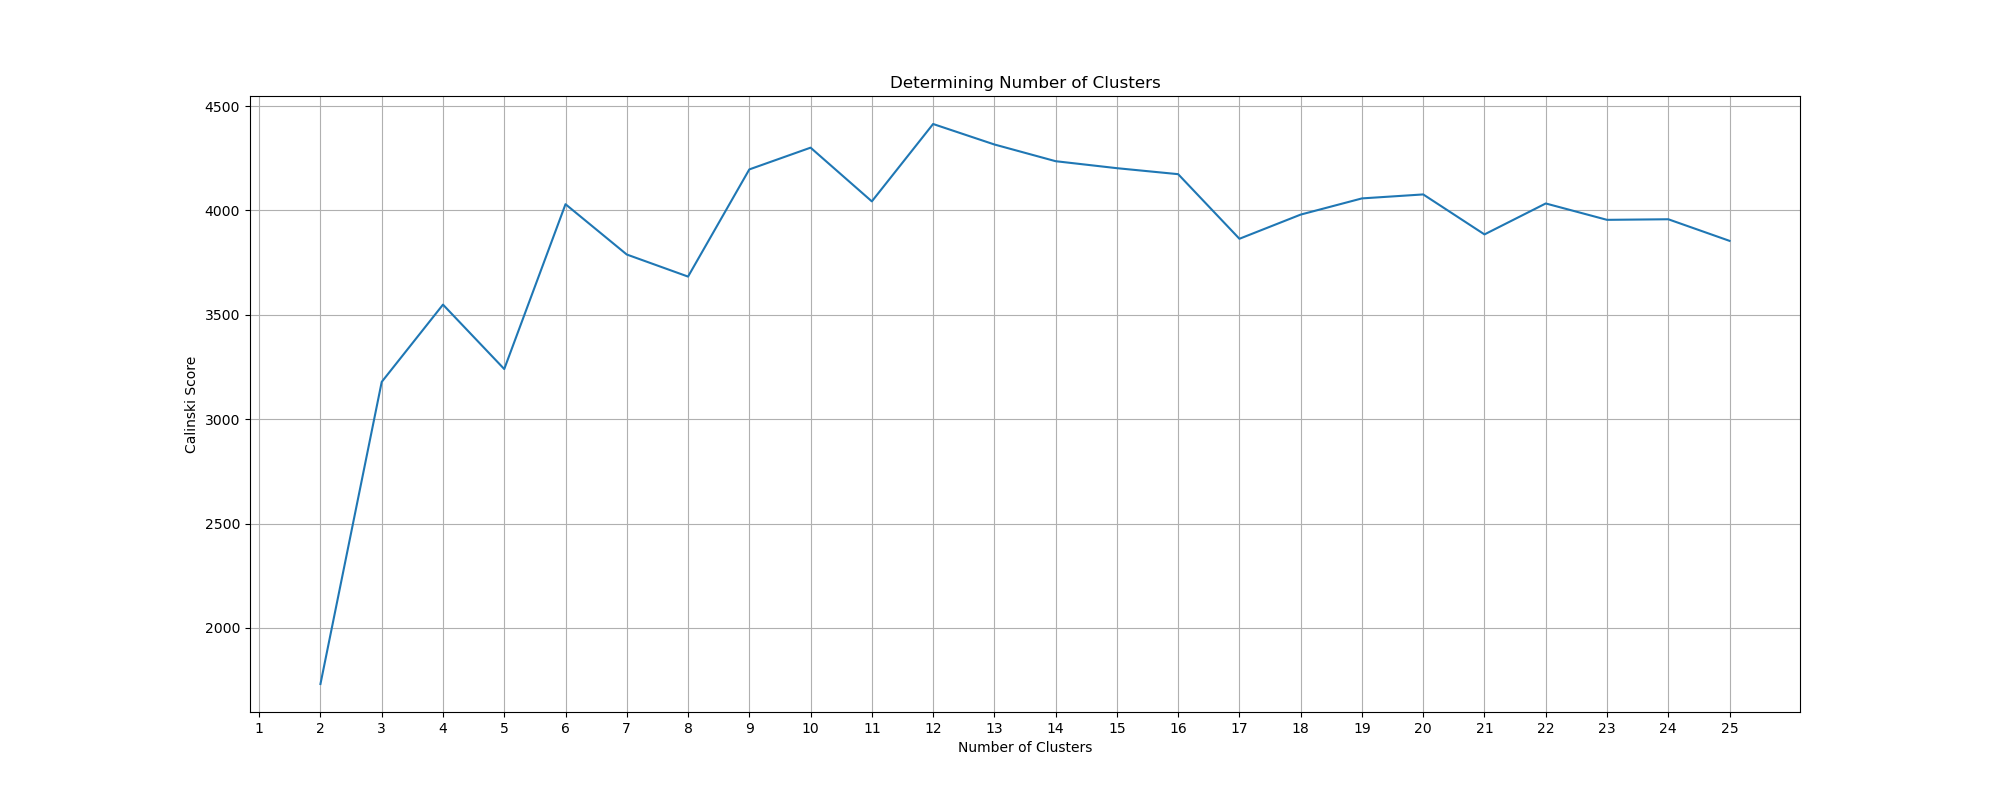 Determining Number of Clusters
4500
4000
3500
3000
2500
2000
Calinski Score
1 2 3 4 5 6 7 8 9 10 11 12 13 14 15 16 17 18 19 20 21 22 23 24 25
Number of Clusters